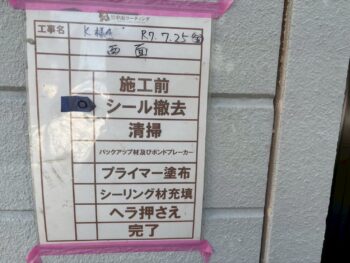 工事名 K様邸 R7.7.25
西面
施工前
シール撤去
清掃
バックアップ材及びボンドブレーカー
プライマー塗布
シーリング材充填
ヘラ押さえ
完了